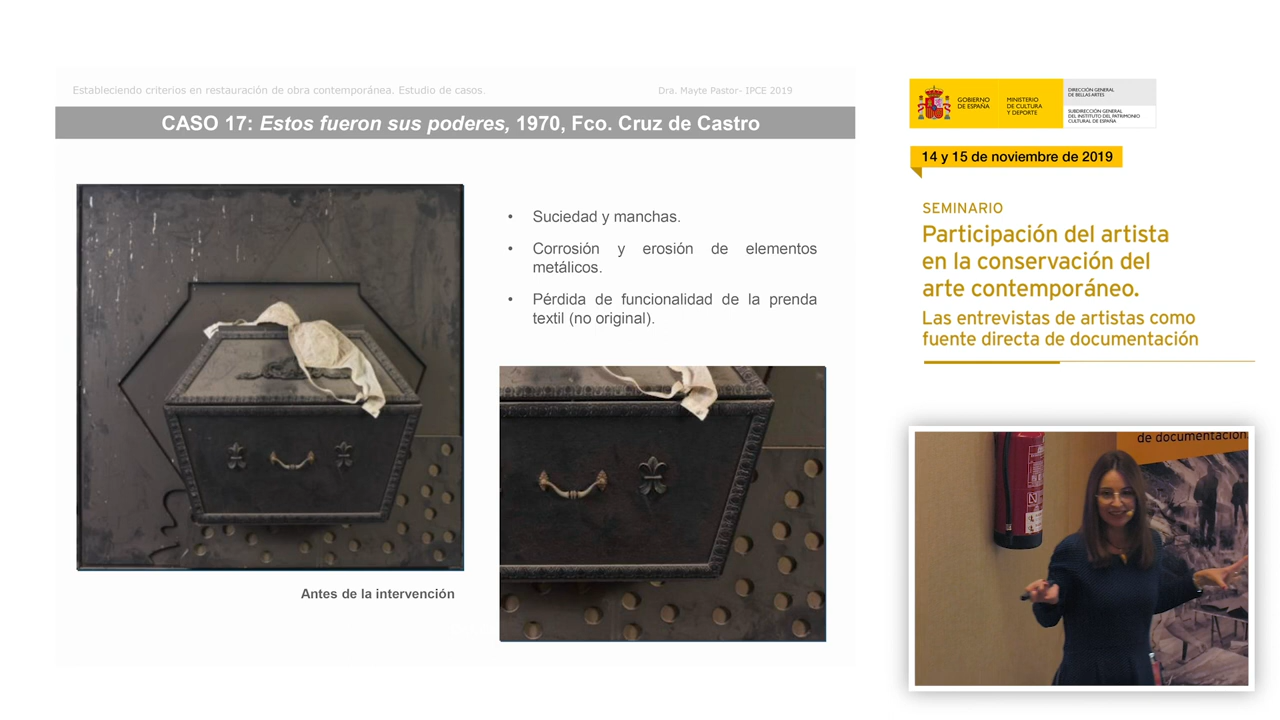 Estableciendo criterios en restauración de obra contemporánea. Estudio de casos.
Dra. Mayte Pastor- IPCE 2019
CASO 17: Estos fueron sus poderes, 1970, Fco. Cruz de Castro
• Suciedad y manchas.
• Corrosión y erosión de elementos
metálicos.
• Pérdida de funcionalidad de la prenda
textil (no original).
Antes de la intervención
GOBIERNO
DE ESPAÑA
MINISTERIO
DE CULTURA
Y DEPORTE
DIRECCIÓN GENERAL
DE BELLAS ARTES
SUBDIRECCIÓN GENERAL
DEL INSTITUTO DEL PATRIMONIO
CULTURAL DE ESPAÑA
14 y 15 de noviembre de 2019
SEMINARIO
Participación del artista
en la conservación del
arte contemporáneo.
Las entrevistas de artistas como
fuente directa de documentación
de documentación